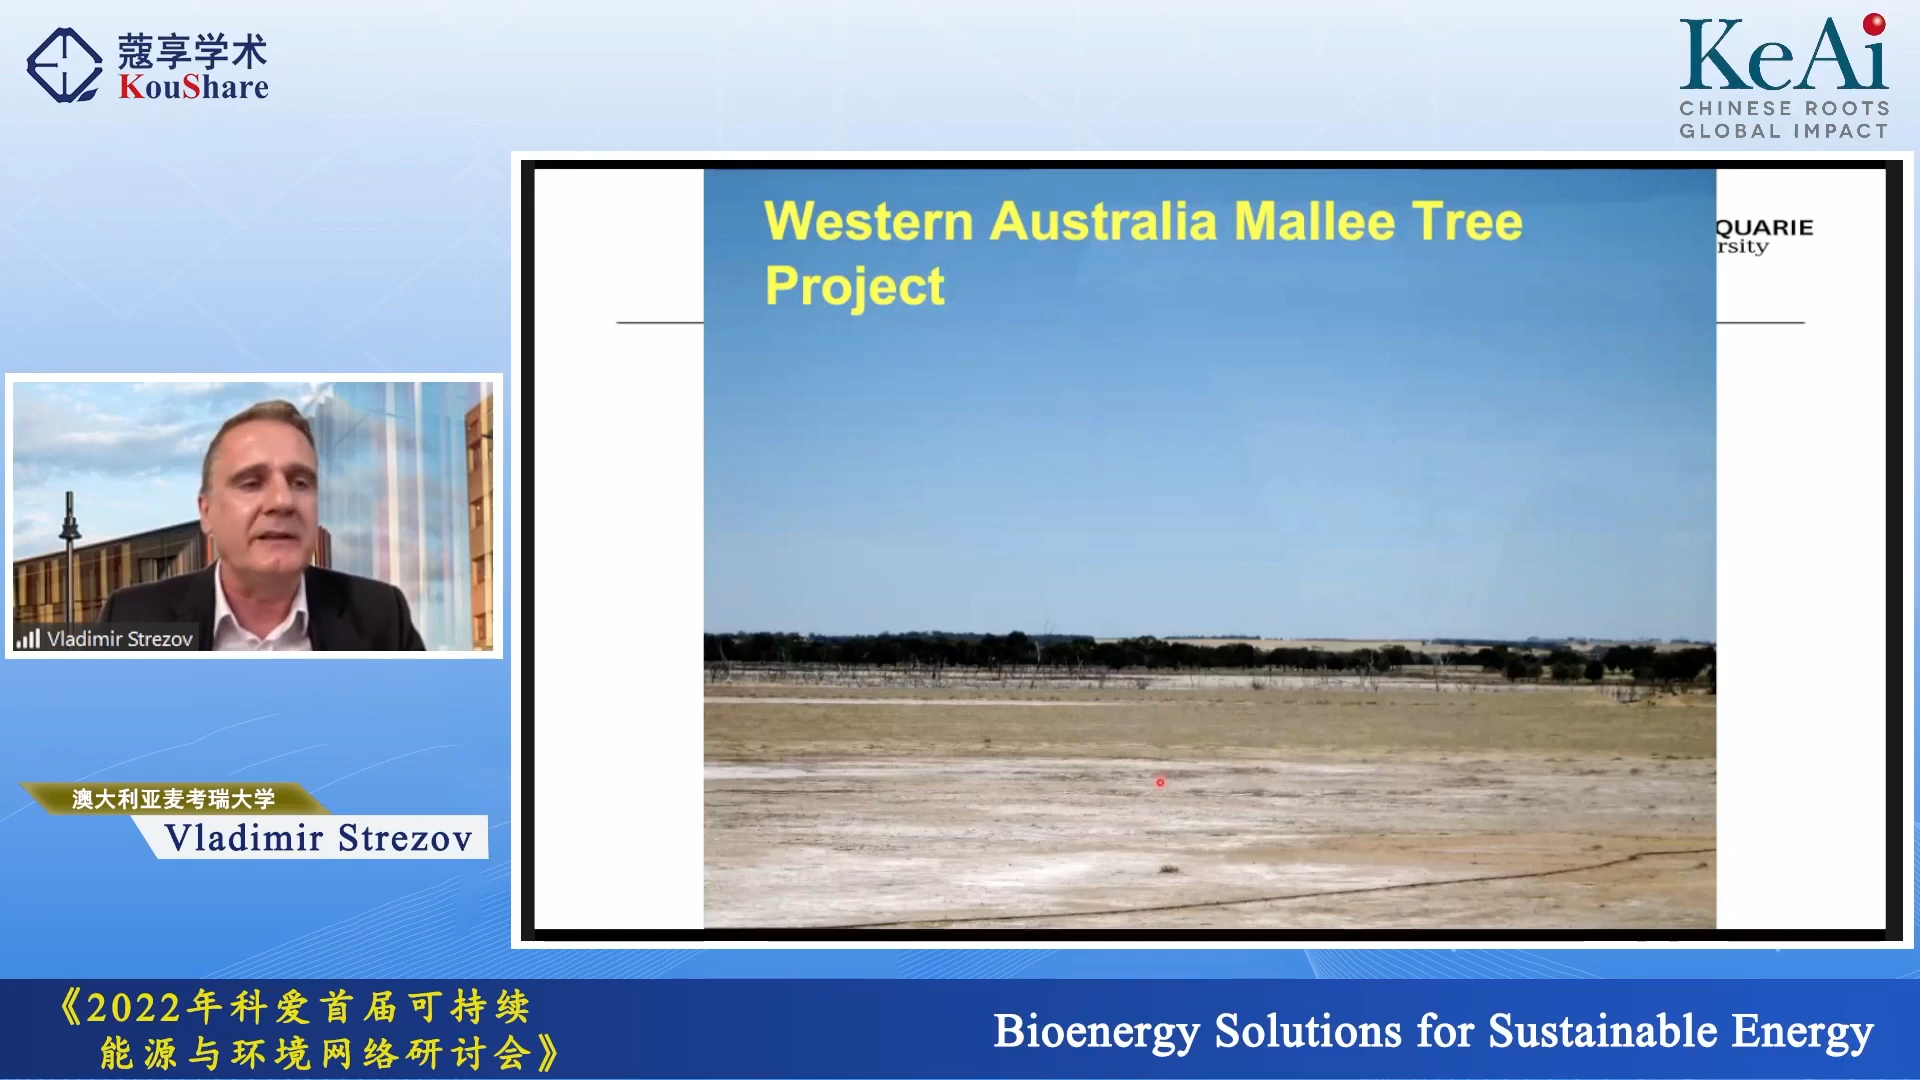 蔻享学术
KouShare
KeAi
CHINESE ROOTS
GLOBAL IMPACT
Western Australia Mallee Tree
Project
QUARIE
rsity
Vladimir Strezov
澳大利亚麦考瑞大学
Vladimir Strezov
《2022年科爱首届可持续
能源与环境网络研讨会》
Bioenergy Solutions for Sustainable Energy